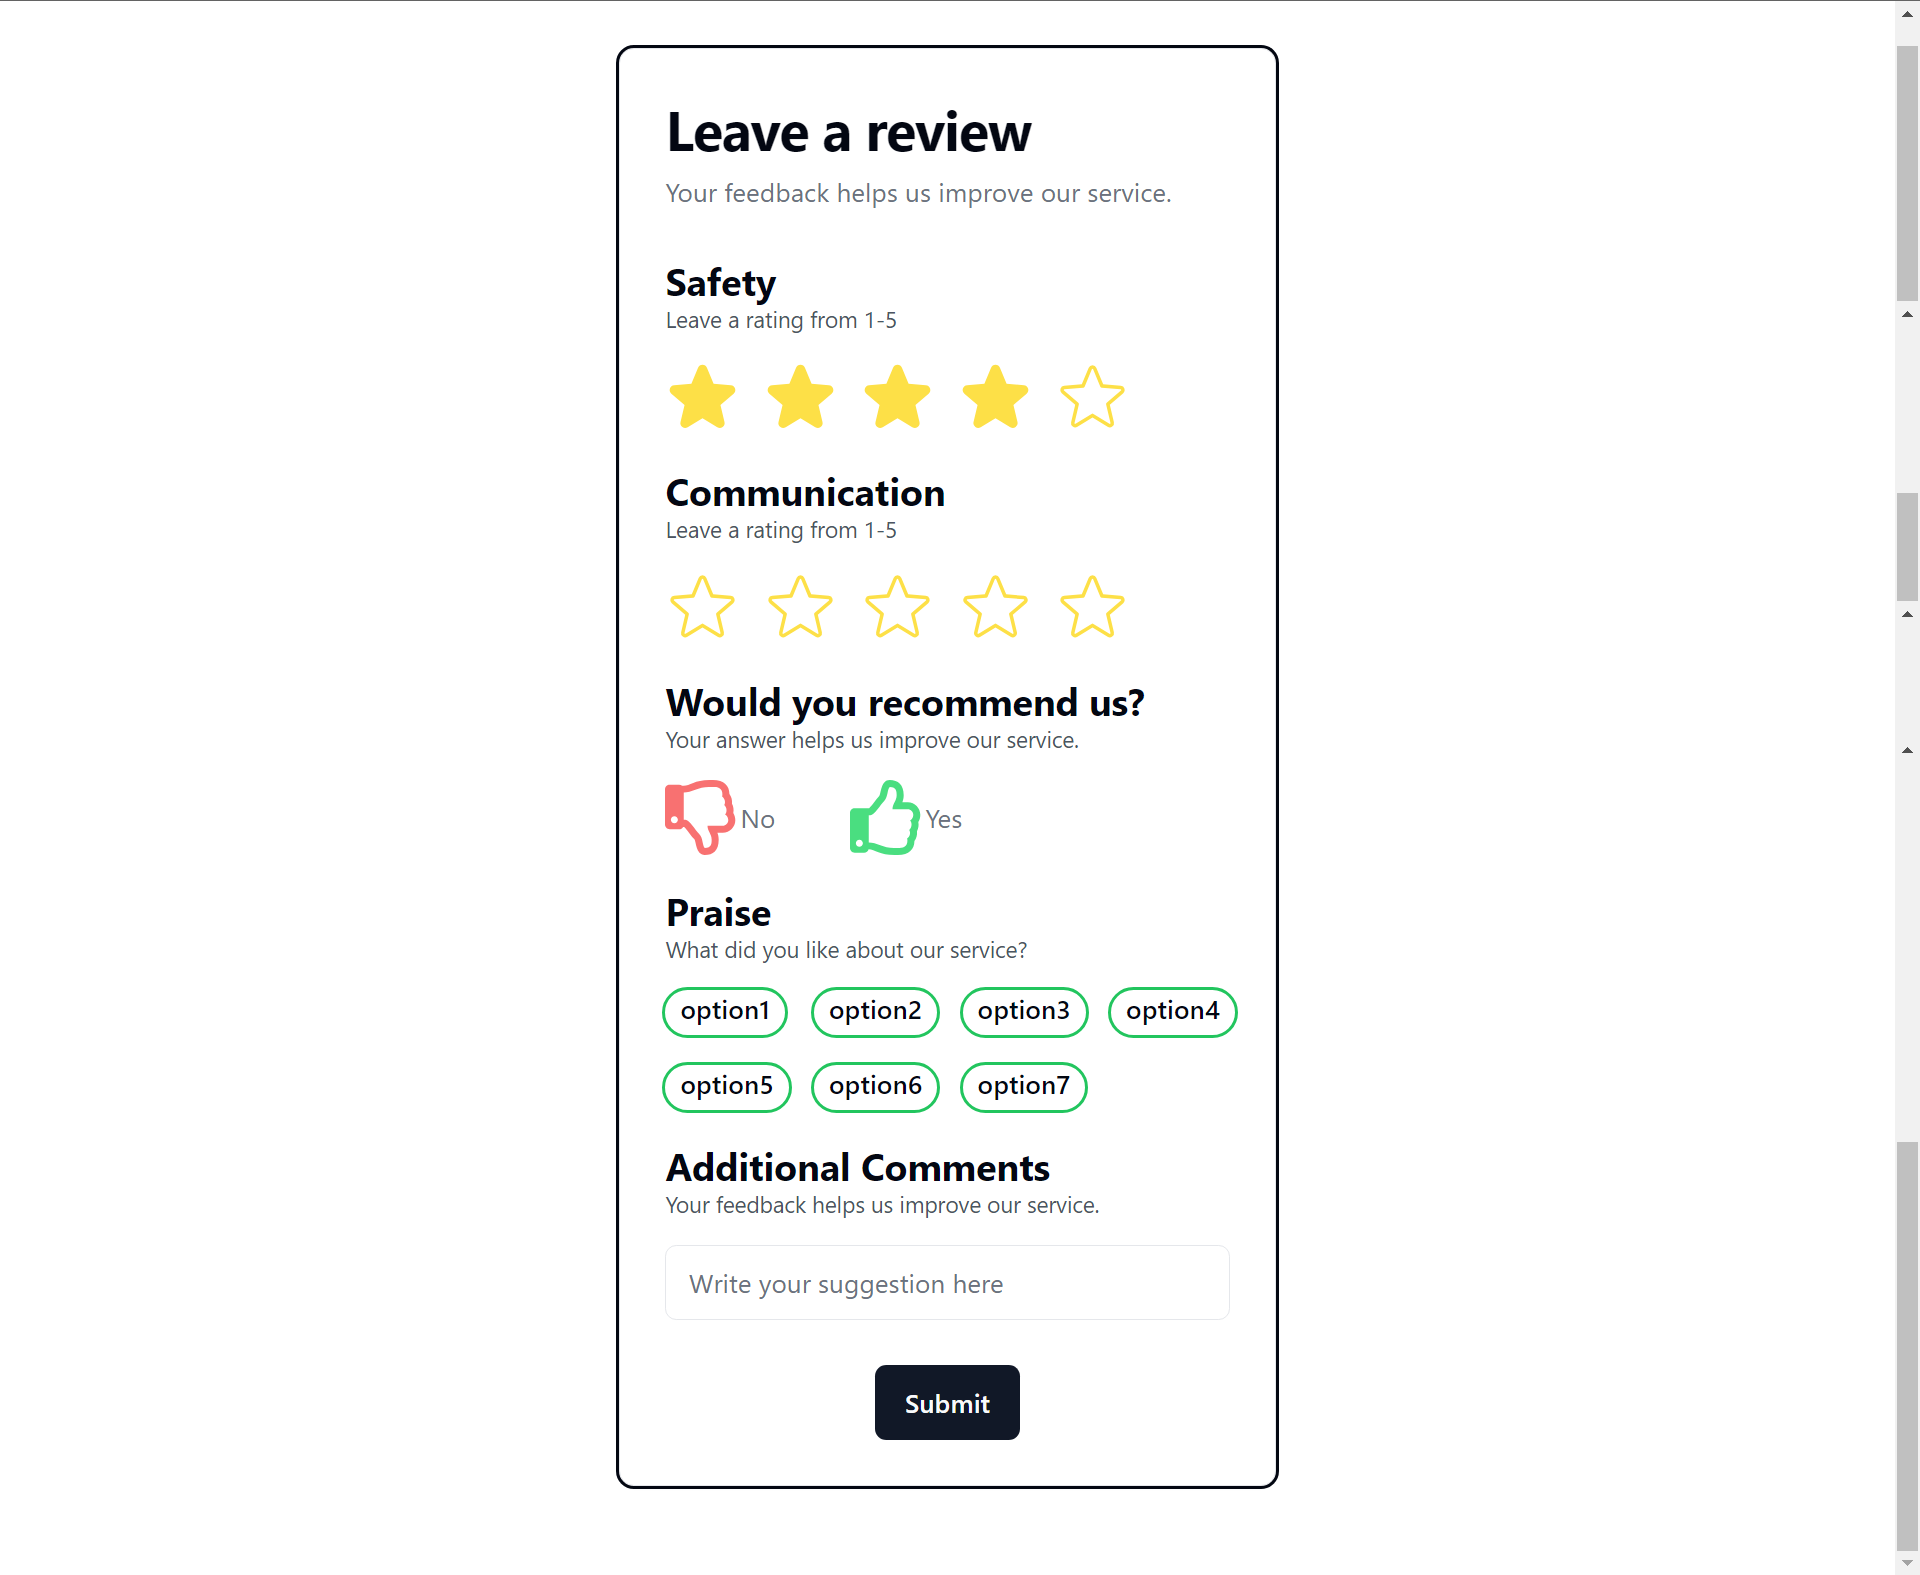 Leave a review
Your feedback helps us improve our service.
Safety
Leave a rating from 1-5
Communication
Leave a rating from 1-5
Would you recommend us?
Your answer helps us improve our service.
No Yes
Praise
What did you like about our service?
option1 option2 option3 option4
option5 option6 option7
Additional Comments
Your feedback helps us improve our service.
Write your suggestion here
Submit